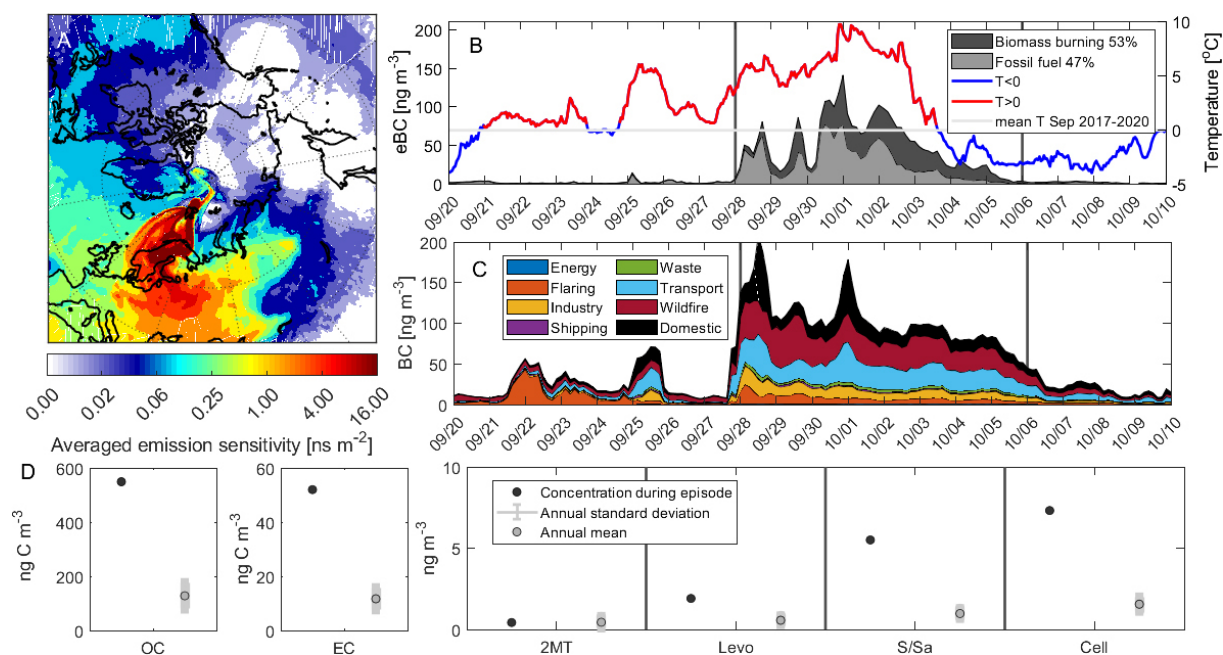 A
0.00
0.02
0.06
0.25
1.00
4.00
16.00
Averaged emission sensitivity [ns m-2]
B
eBC [ng m-3]
200
150
100
50
0
Biomass burning 53%
Fossil fuel 47%
T<0
T>0
mean T Sep 2017-2020
10
5
0
-5
Temperature [oC]
09/20
09/21
09/22
09/23
09/24
09/25
09/26
09/27
09/28
09/29
09/30
10/01
10/02
10/03
10/04
10/05
10/06
10/07
10/08
10/09
10/10
C
BC [ng m-3]
200
150
100
50
0
Energy
Flaring
Industry
Shipping
Waste
Transport
Wildfire
Domestic
09/20
09/21
09/22
09/23
09/24
09/25
09/26
09/27
09/28
09/29
09/30
10/01
10/02
10/03
10/04
10/05
10/06
10/07
10/08
10/09
10/10
D
ng C m-3
600
400
200
0
OC
ng C m-3
60
40
20
0
EC
ng m-3
10
5
0
Concentration during episode
Annual standard deviation
Annual mean
2MT
Levo
S/Sa
Cell